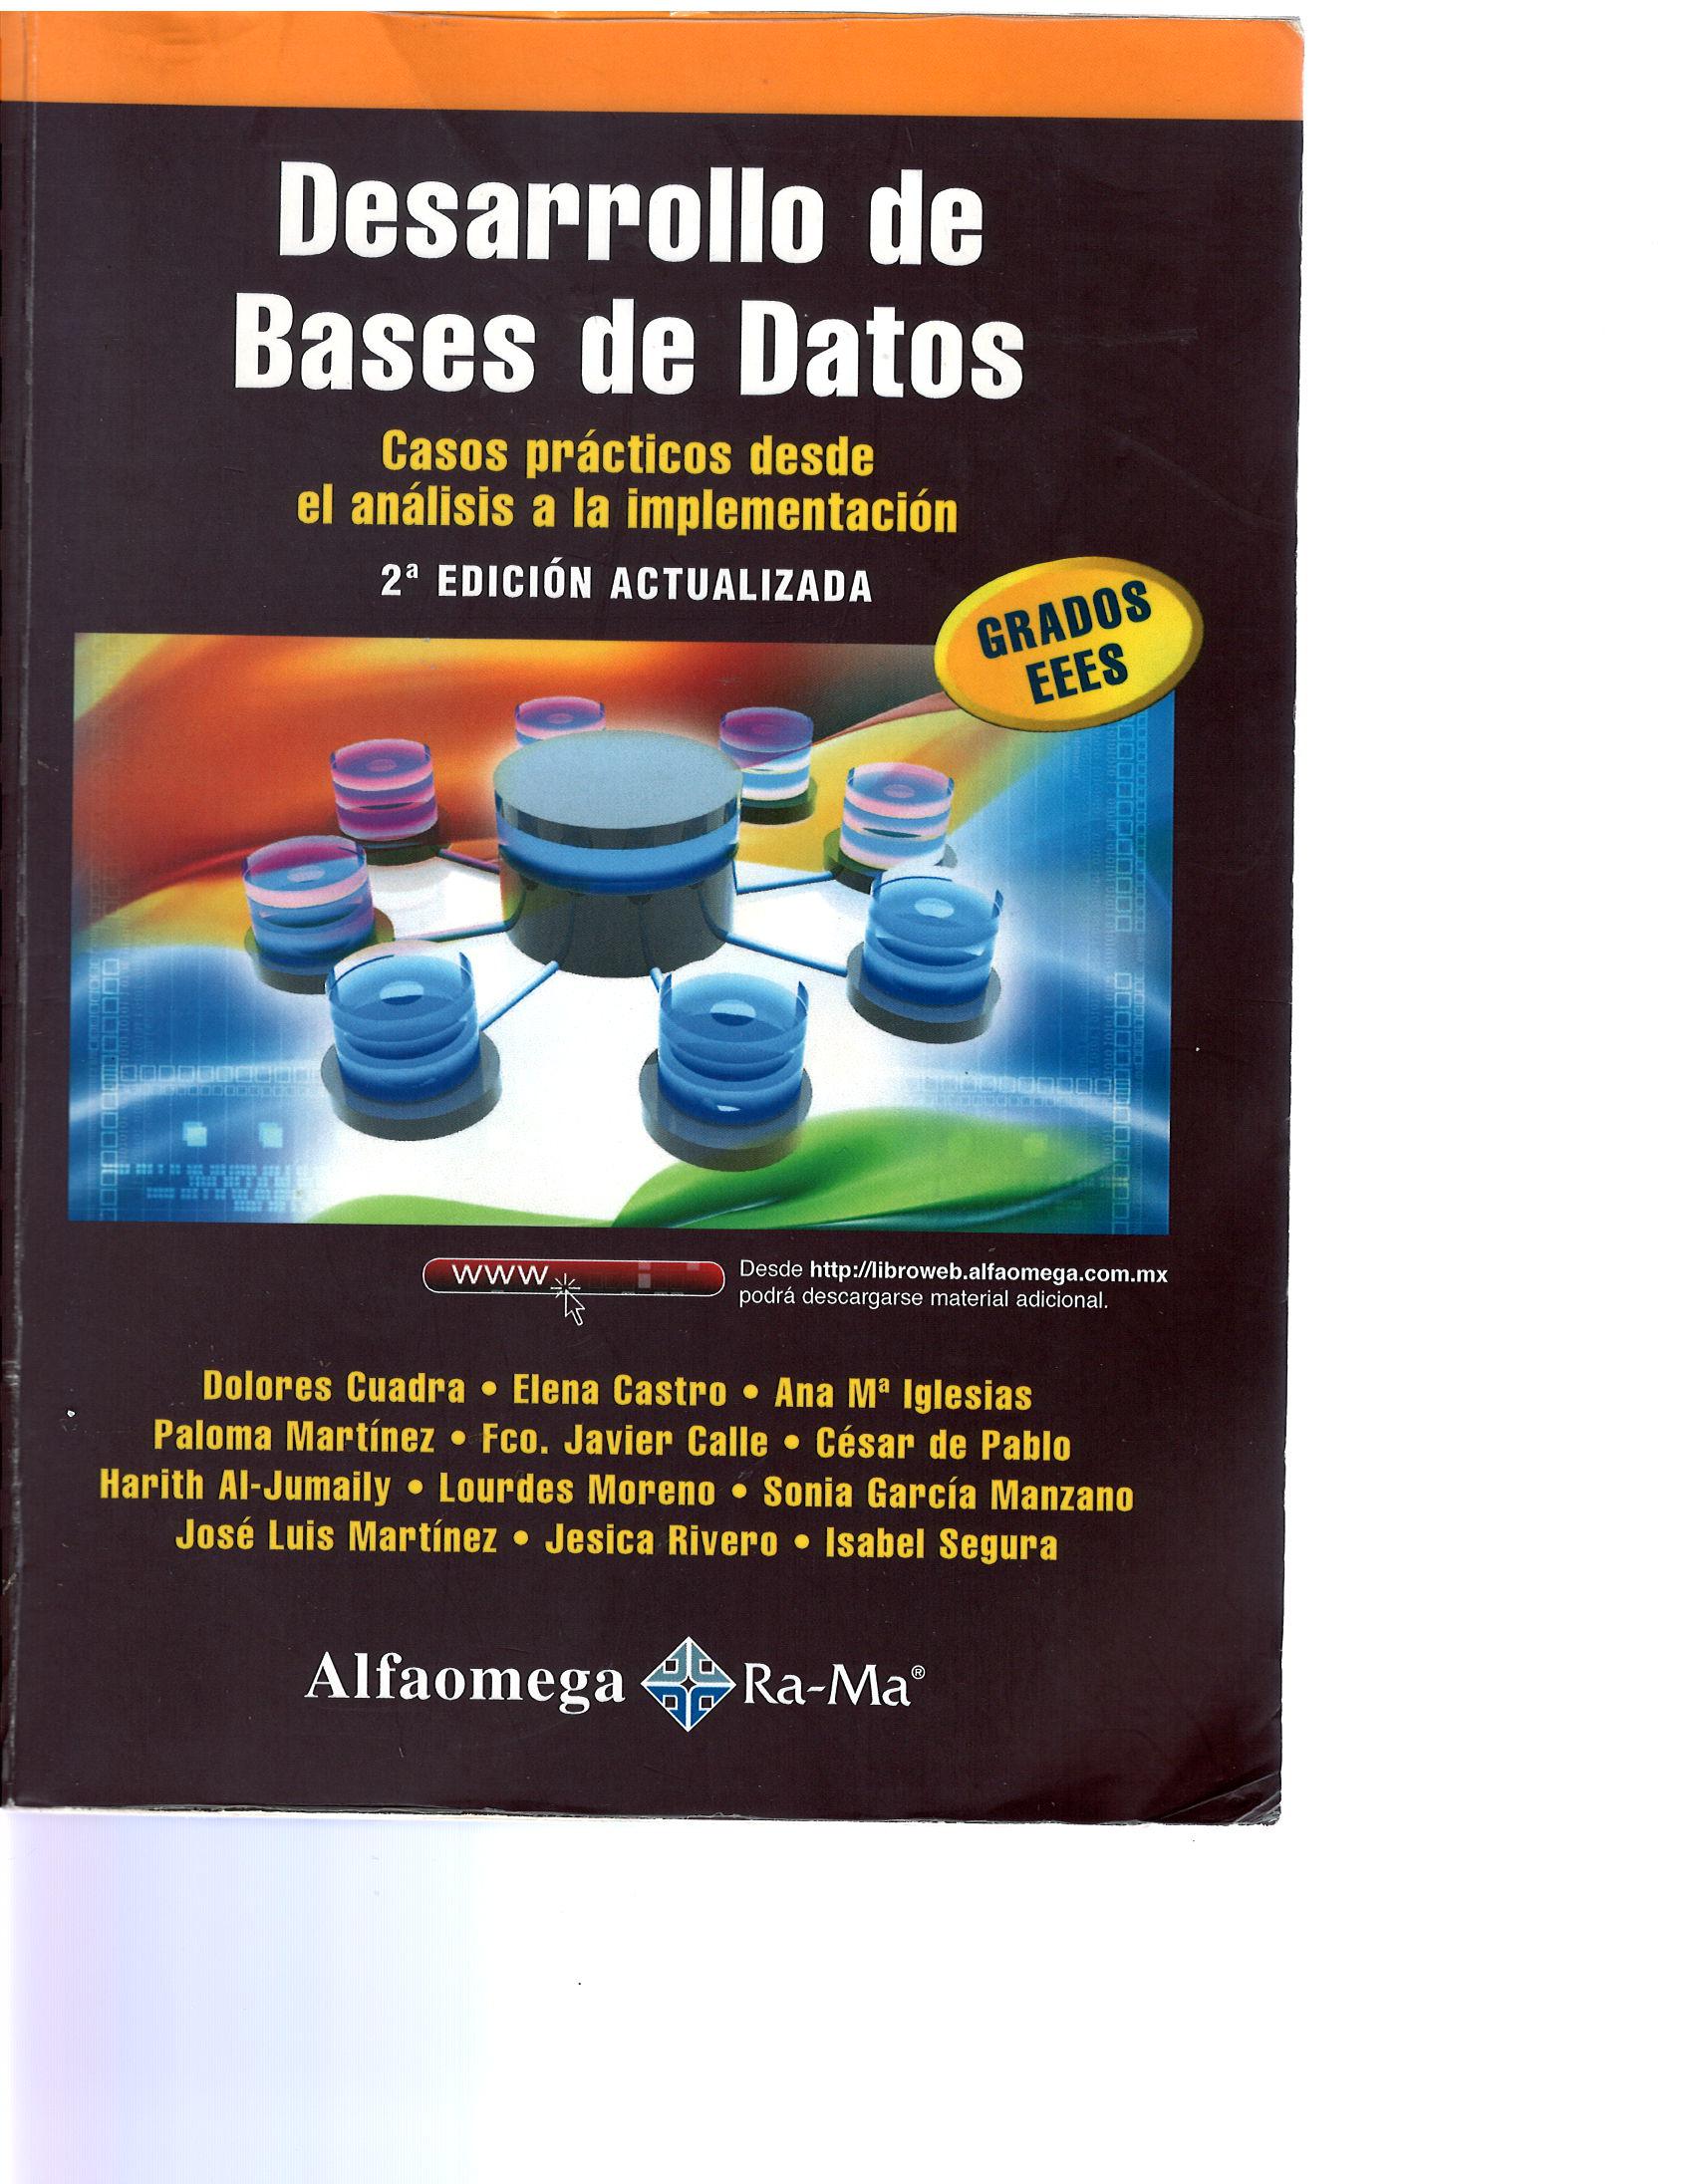 Desarrollo de
Bases de Datos
Casos prácticos desde
el análisis a la implementación
2ª EDICIÓN ACTUALIZADA
GRADOS
EEES
WWW
Desde http://libroweb.alfaomega.com.mx
podrá descargarse material adicional.
Dolores Cuadra • Elena Castro • Ana Mª Iglesias
Paloma Martínez • Fco. Javier Calle • César de Pablo
Harith Al-Jumaily • Lourdes Moreno • Sonia García Manzano
José Luis Martínez • Jesica Rivero • Isabel Segura
Alfaomega Ra-Ma®